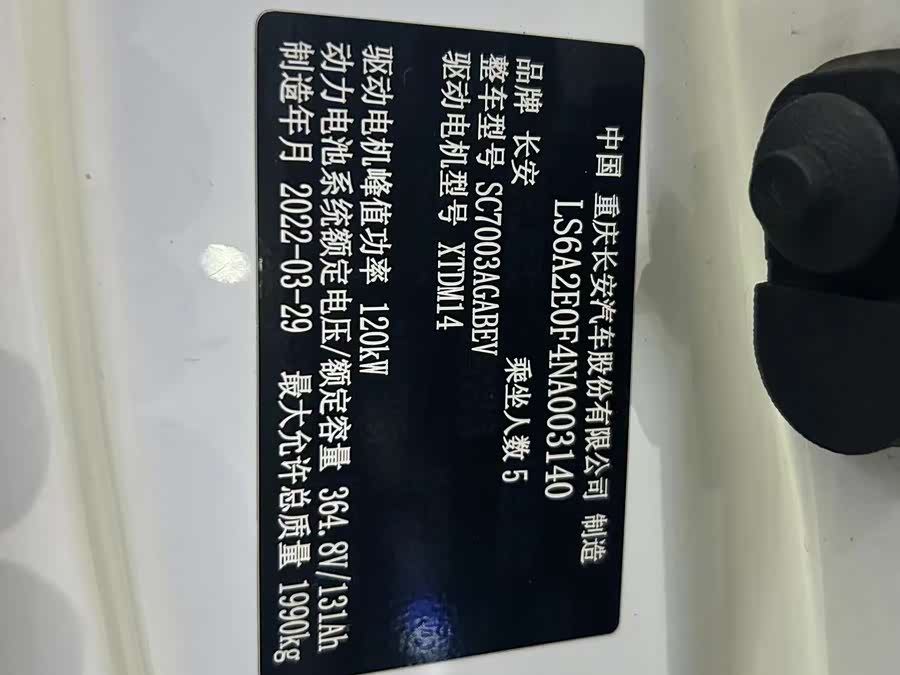 中国 重庆长安汽车股份有限公司 制造
LS6A2E0F4NA003140
品牌 长安 乘坐人数 5
整车型号 SC7003AGABEV
驱动电机型号 XTDM14
驱动电机峰值功率 120kW
动力电池系统额定电压/额定容量 364.8V/131Ah
制造年月 2022-03-29 最大允许总质量 1990kg